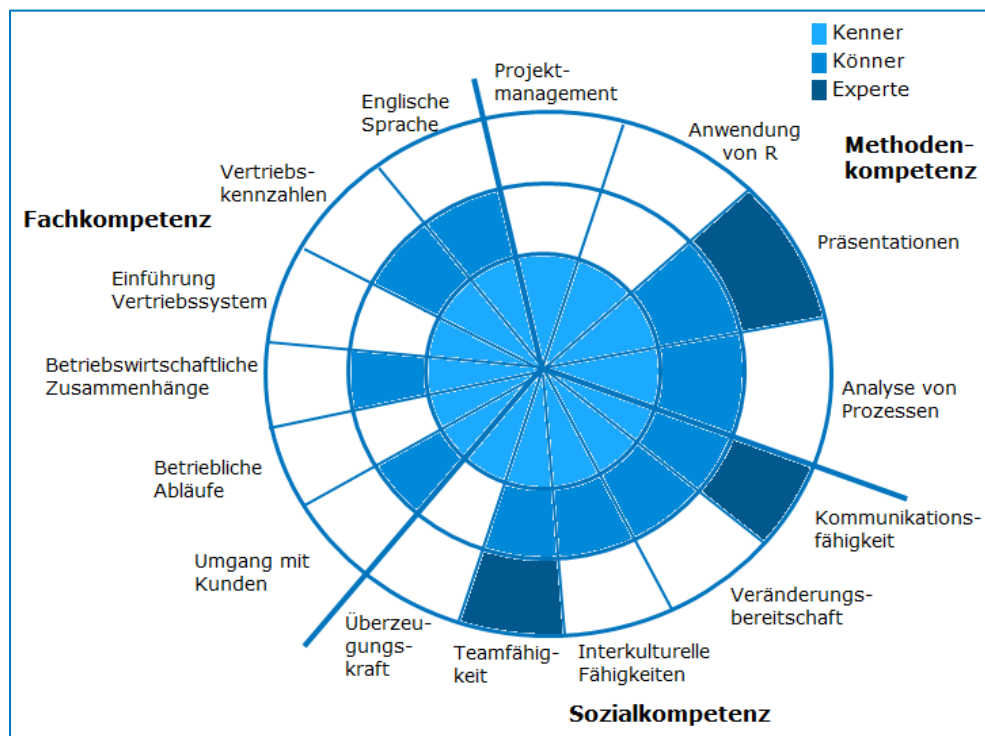 Kenner
Könner
Experte
Projekt-
management
Englische
Sprache
Anwendung
von R
Methoden-
kompetenz
Vertriebs-
kennzahlen
Fachkompetenz
Präsentationen
Einführung
Vertriebssystem
Betriebswirtschaftliche
Zusammenhänge
Analyse von
Prozessen
Betriebliche
Abläufe
Kommunikations-
fähigkeit
Umgang mit
Kunden
Veränderungs-
bereitschaft
Überzeu-
gungs-
kraft
Teamfähig-
keit
Interkulturelle
Fähigkeiten
Sozialkompetenz